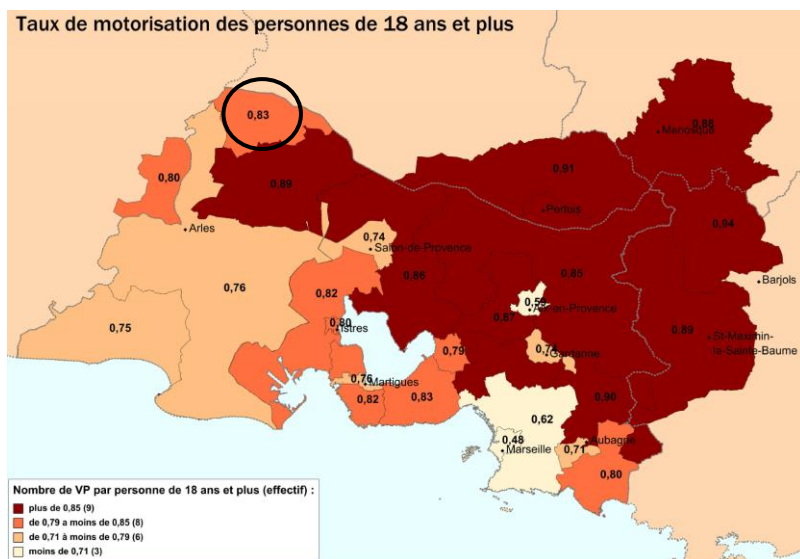 Taux de motorisation des personnes de 18 ans et plus
0,83
0,88
Manosque
0,91
0,80
0,89
Pertuis
0,94
Arles
0,74
Salon-de-Provence
0,86
0,85
Barjols
0,76
0,82
0,59
Aix-en-Provence
0,75
0,80
Istres
0,87
0,89
St-Maximin-
la-Sainte-Baume
0,79
0,74
Gardanne
0,76
Martigues
0,82
0,83
0,90
0,62
0,48
Marseille
0,71
Aubagne
0,80
Nombre de VP par personne de 18 ans et plus (effectif) :
plus de 0,85 (9)
de 0,79 a moins de 0,85 (8)
de 0,71 à moins de 0,79 (6)
moins de 0,71 (3)